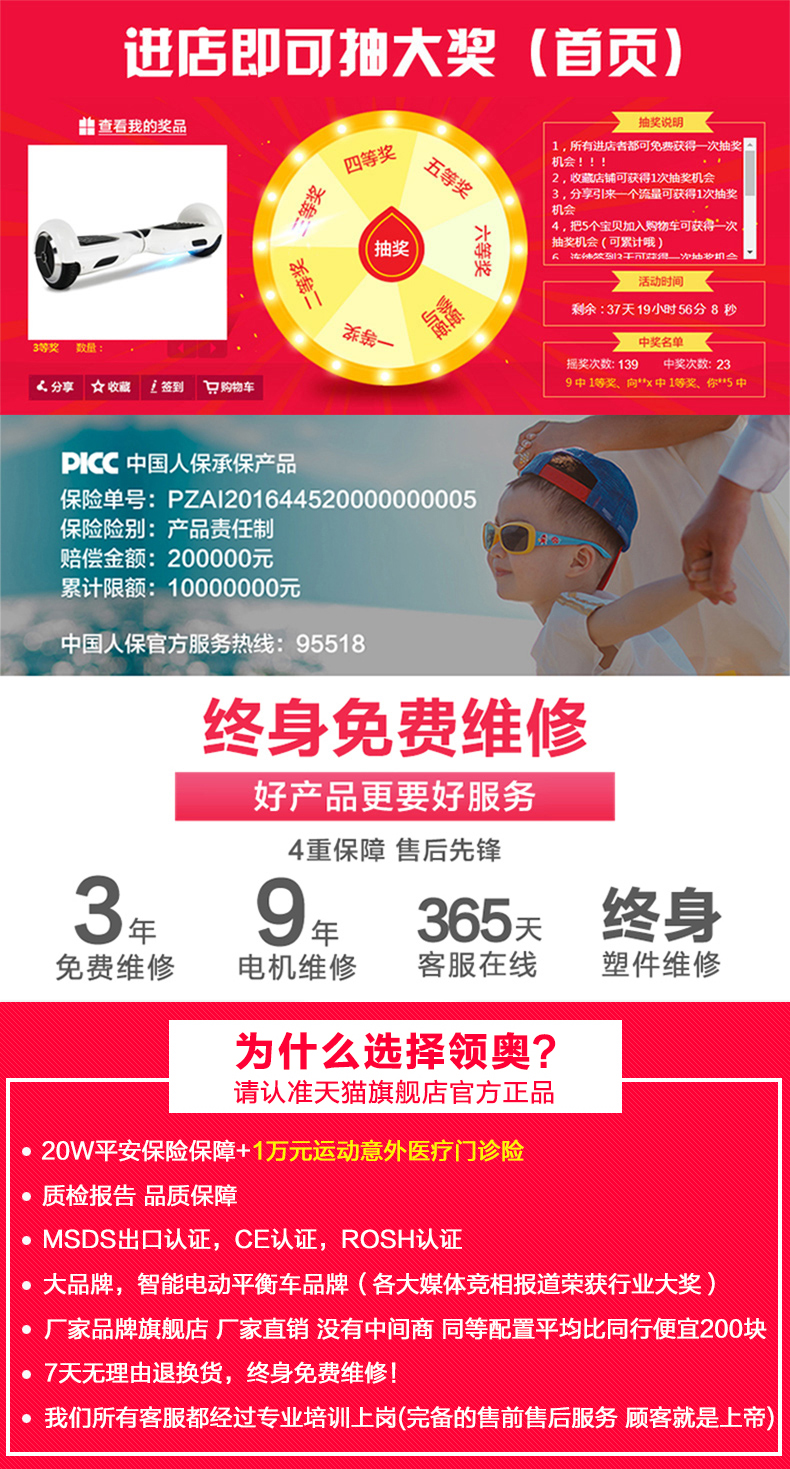 进店即可抽大奖（首页）
查看我的奖品
3等奖 数量：
分享 收藏 签到 购物车
四等奖
五等奖
三等奖
六等奖
抽奖
二等奖
谢谢参与
一等奖
抽奖说明
1，所有进店者都可免费获得一次抽奖
机会！！！
2，收藏店铺可获得1次抽奖机会
3，分享引来一个流量可获得1次抽奖
机会
4，把5个宝贝加入购物车可获得一次
抽奖机会（可累计哦）
6，连续签到3天可获得一次抽奖机会
活动时间
剩余：37天19小时56分 8 秒
中奖名单
摇奖次数: 139 中奖次数: 23
9 中 1等奖、向**x 中 1等奖、你**5 中
PICC 中国人保承保产品
保险单号：PZAI201644520000000005
保险险别：产品责任制
赔偿金额：200000元
累计限额：10000000元
中国人保官方服务热线：95518
终身免费维修
好产品更要好服务
4重保障 售后先锋
3年 9年 365天 终身
免费维修 电机维修 客服在线 塑件维修
为什么选择领奥？
请认准天猫旗舰店官方正品
• 20W平安保险保障+1万元运动意外医疗门诊险
• 质检报告 品质保障
• MSDS出口认证，CE认证，ROSH认证
• 大品牌，智能电动平衡车品牌（各大媒体竞相报道荣获行业大奖）
• 厂家品牌旗舰店 厂家直销 没有中间商 同等配置平均比同行便宜200块
• 7天无理由退换货，终身免费维修！
• 我们所有客服都经过专业培训上岗(完备的售前售后服务 顾客就是上帝)